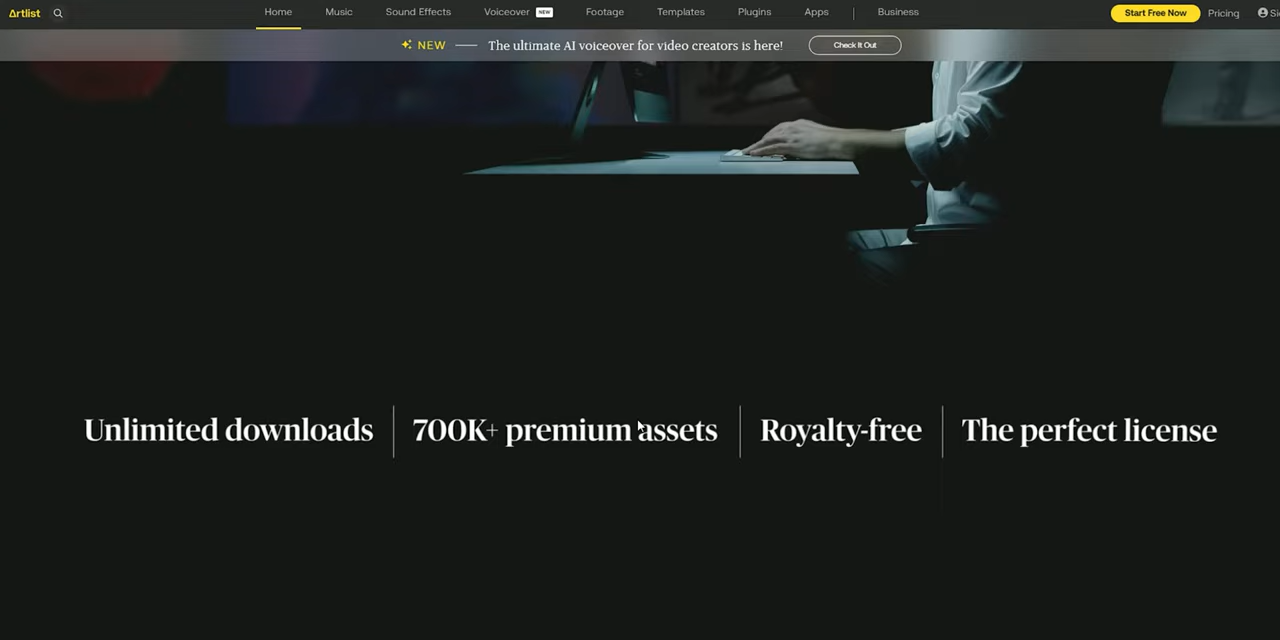 Artlist
Home Music Sound Effects Voiceover NEW Footage Templates Plugins Apps Business Start Free Now Pricing
NEW The ultimate AI voiceover for video creators is here! Check It Out
Unlimited downloads 700K+ premium assets Royalty-free The perfect license